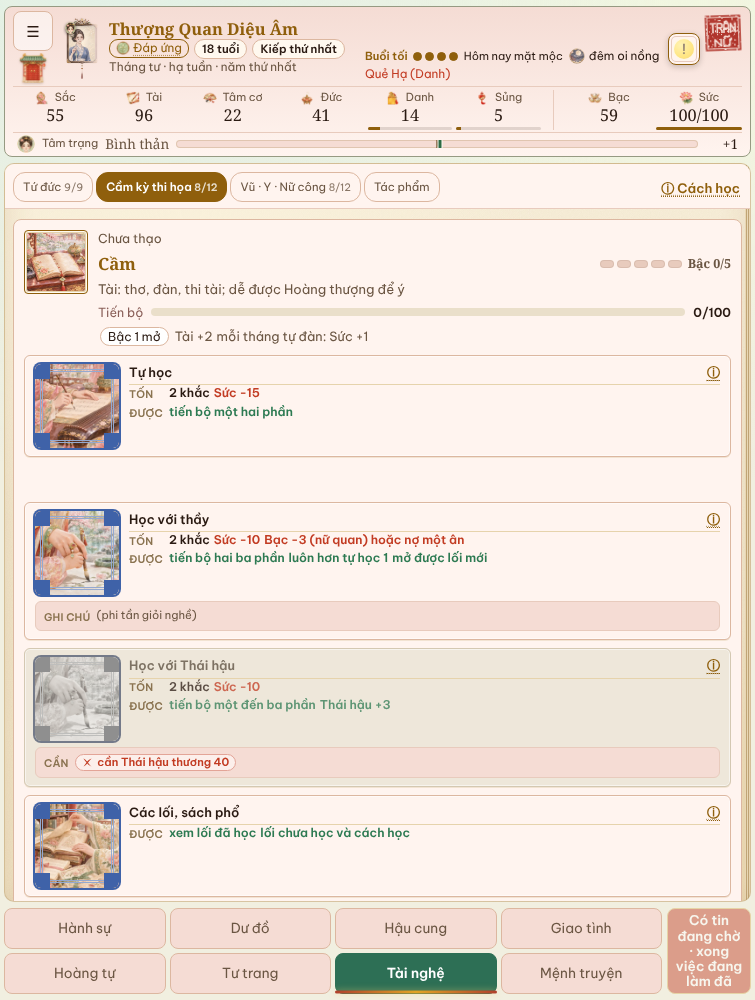 ☰
Thượng Quan Diệu Âm
Đáp ứng 18 tuổi Kiếp thứ nhất
Tháng tư · hạ tuần · năm thứ nhất
Buổi tối Hôm nay mặt mộc đêm oi nồng
Quẻ Hạ (Danh)
!
TRÂN NỮ
Sắc Tài Tâm cơ Đức Danh Sủng Bạc Sức
55 96 22 41 14 5 59 100/100
Tâm trạng Bình thản +1
Tứ đức 9/9 Cầm kỳ thi họa 8/12 Vũ · Y · Nữ công 8/12 Tác phẩm ⓘ Cách học
Chưa thạo
Cầm Bậc 0/5
Tài: thơ, đàn, thi tài; dễ được Hoàng thượng để ý
Tiến bộ 0/100
Bậc 1 mở Tài +2 mỗi tháng tự đàn: Sức +1
Tự học ⓘ
TỐN 2 khắc Sức -15
ĐƯỢC tiến bộ một hai phần
Học với thầy ⓘ
TỐN 2 khắc Sức -10 Bạc -3 (nữ quan) hoặc nợ một ân
ĐƯỢC tiến bộ hai ba phần luôn hơn tự học 1 mở được lối mới
GHI CHÚ (phi tần giỏi nghề)
Học với Thái hậu ⓘ
TỐN 2 khắc Sức -10
ĐƯỢC tiến bộ một đến ba phần Thái hậu +3
CẦN × cần Thái hậu thương 40
Các lối, sách phổ ⓘ
ĐƯỢC xem lối đã học lối chưa học và cách học
Hành sự Dư đồ Hậu cung Giao tình
Hoàng tự Tư trang Tài nghệ Mệnh truyện
Có tin
đang chờ
· xong
việc đang
làm đã